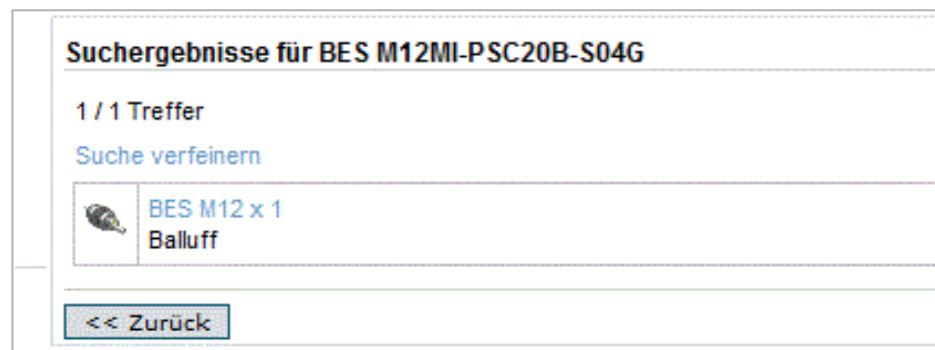 Suchergebnisse für BES M12MI-PSC20B-S04G
1 / 1 Treffer
Suche verfeinern
BES M12 x 1
Balluff
<< Zurück